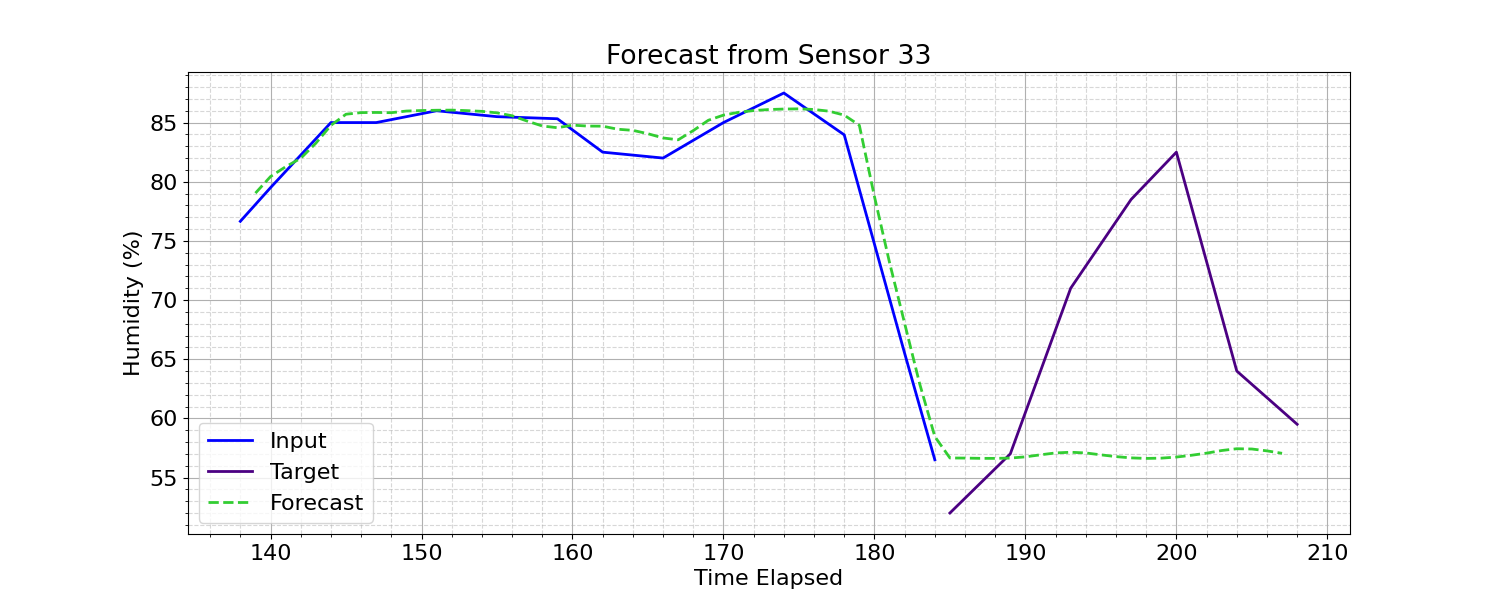 Forecast from Sensor 33
Humidity (%)
85
80
75
70
65
60
55
Input
Target
Forecast
140 150 160 170 180 190 200 210
Time Elapsed